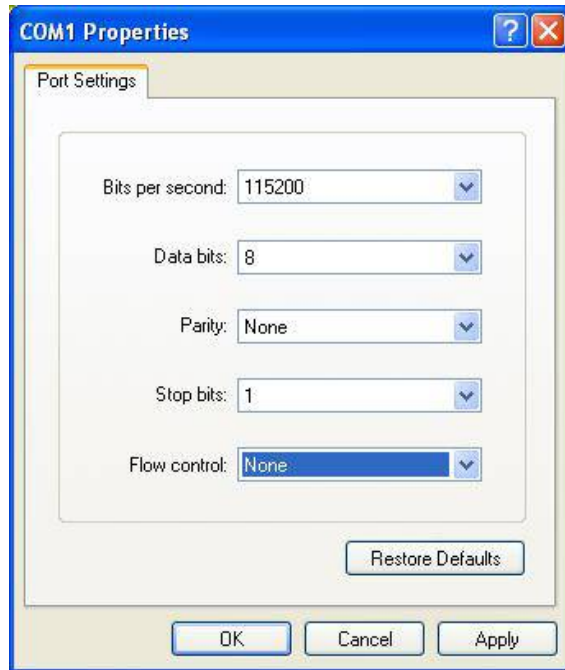 COM1 Properties
Port Settings
Bits per second: 115200
Data bits: 8
Parity: None
Stop bits: 1
Flow control: None
Restore Defaults
OK Cancel Apply